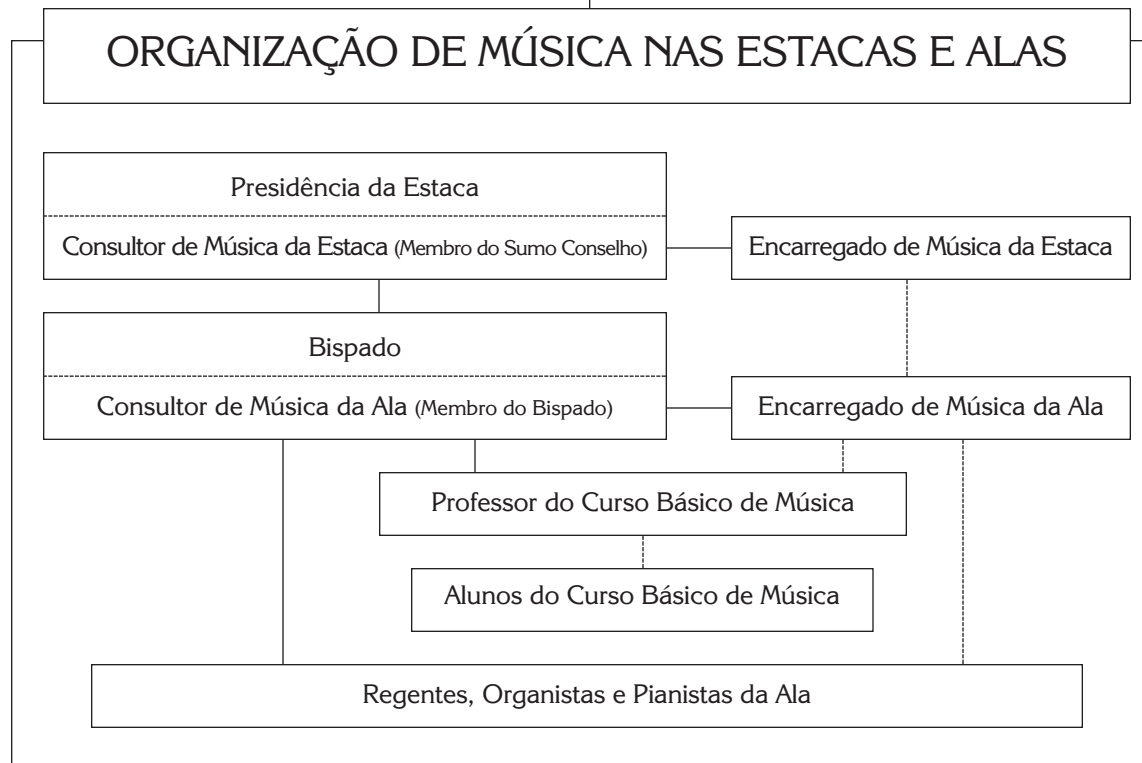 ORGANIZAÇÃO DE MÚSICA NAS ESTACAS E ALAS
Presidência da Estaca
Consultor de Música da Estaca (Membro do Sumo Conselho)
Encarregado de Música da Estaca
Bispado
Consultor de Música da Ala (Membro do Bispado)
Encarregado de Música da Ala
Professor do Curso Básico de Música
Alunos do Curso Básico de Música
Regentes, Organistas e Pianistas da Ala